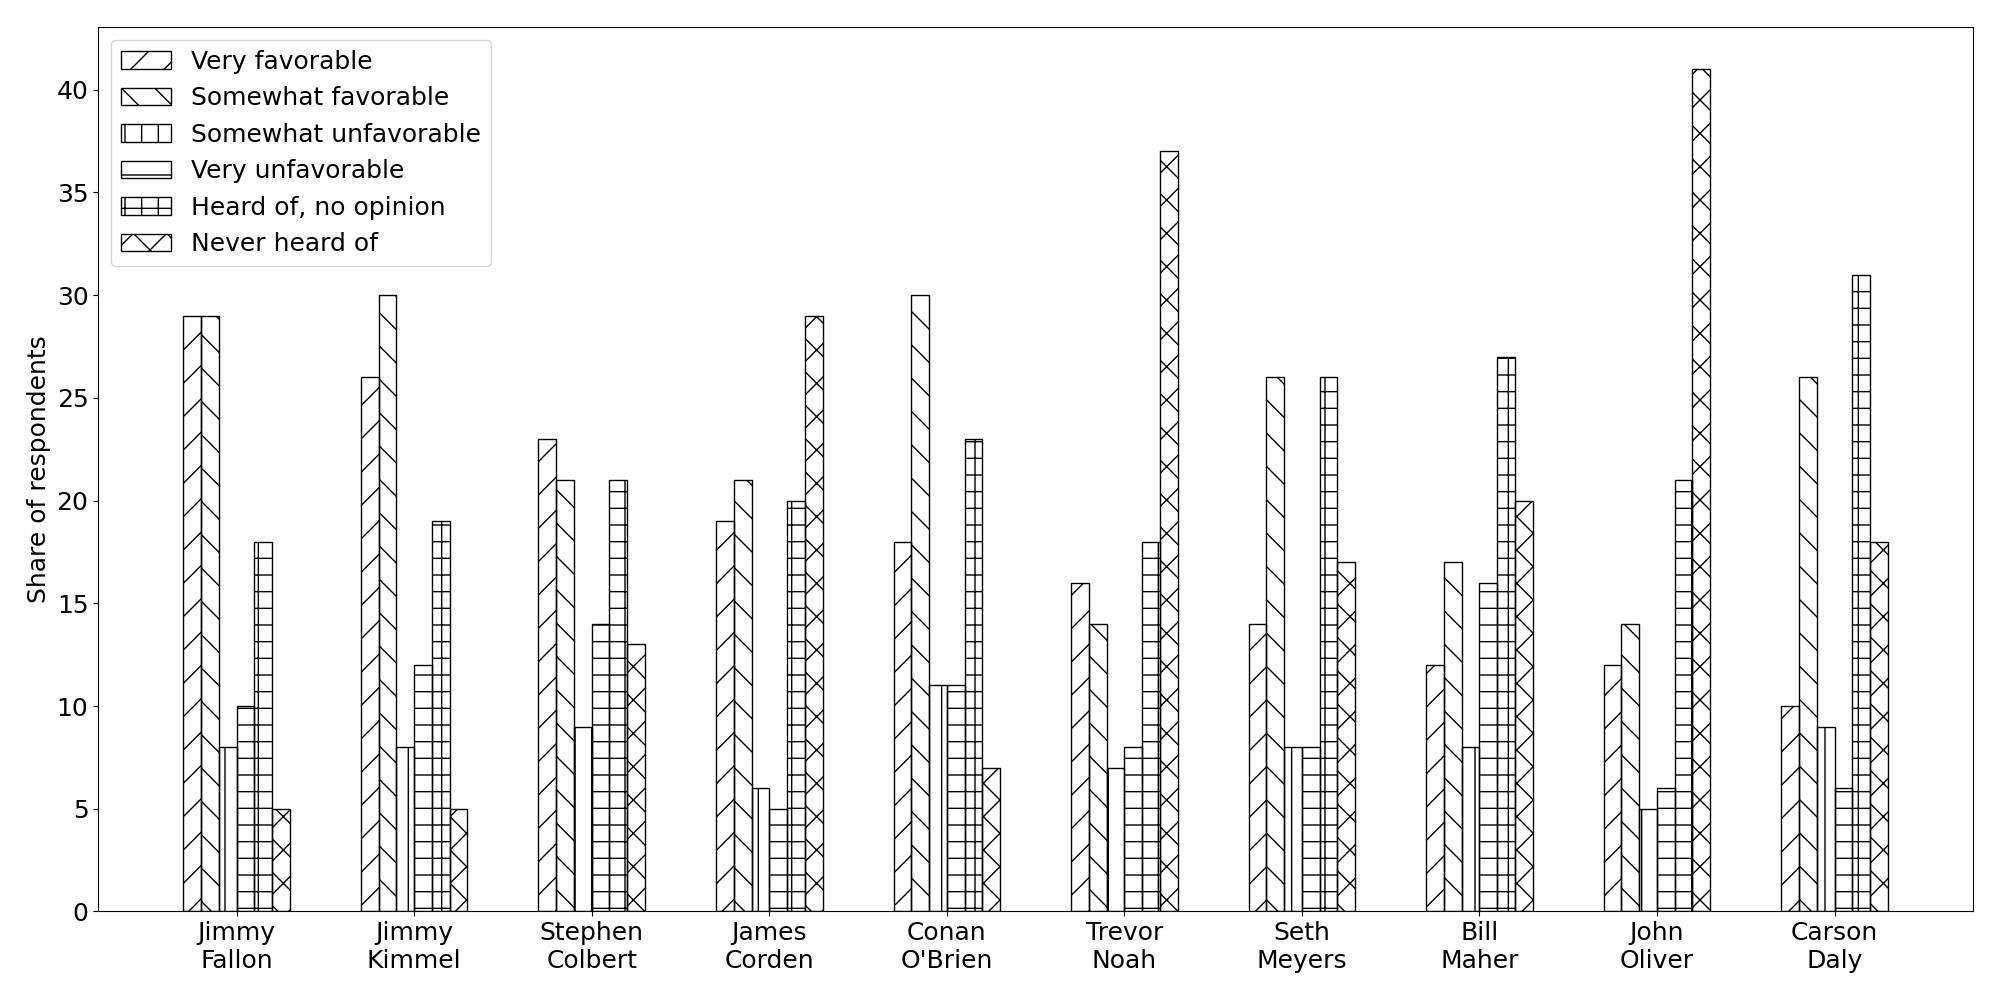 Very favorable
Somewhat favorable
Somewhat unfavorable
Very unfavorable
Heard of, no opinion
Never heard of
Share of respondents
40
35
30
25
20
15
10
5
0
Jimmy
Fallon
Jimmy
Kimmel
Stephen
Colbert
James
Corden
Conan
O'Brien
Trevor
Noah
Seth
Meyers
Bill
Maher
John
Oliver
Carson
Daly